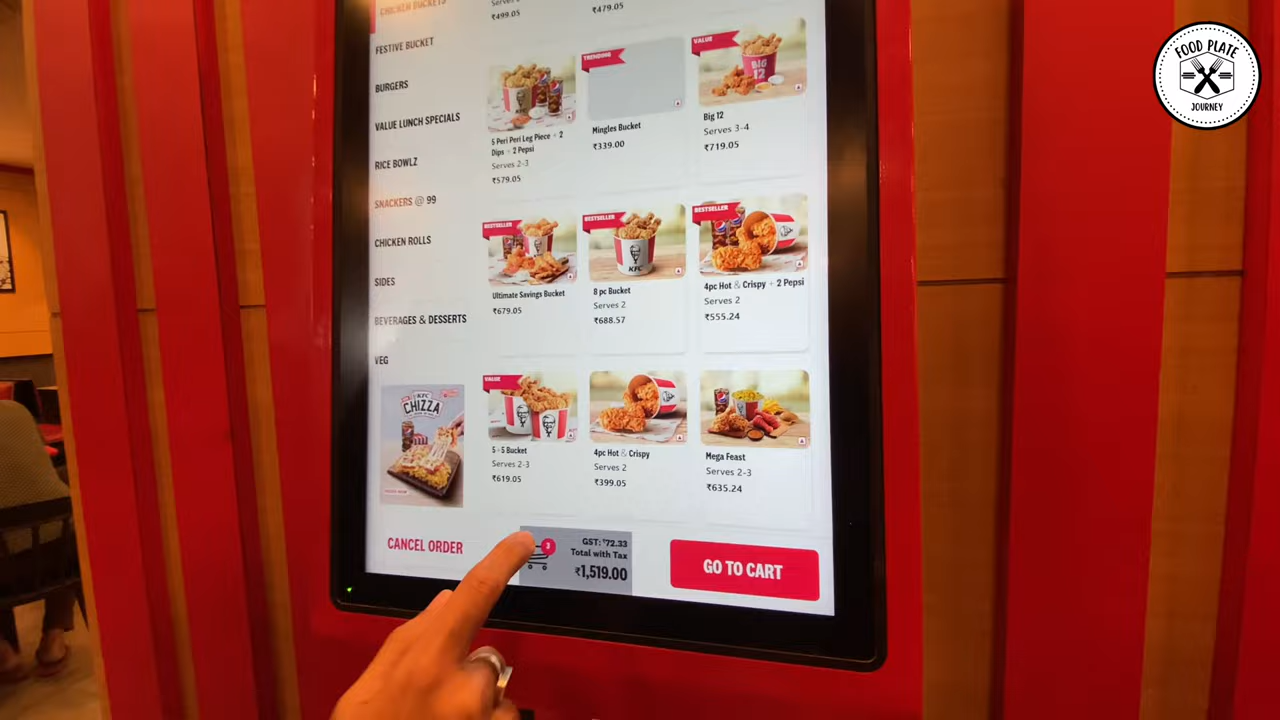 CHICKEN BUCKETS
FESTIVE BUCKET
BURGERS
VALUE LUNCH SPECIALS
RICE BOWLZ
SNACKERS @ 99
CHICKEN ROLLS
SIDES
BEVERAGES & DESSERTS
VEG
KFC
CHIZZA
₹499.05
₹479.05
KFC
5 Peri Peri Leg Piece + 2
Dips + 2 Pepsi
Serves 2-3
₹579.05
TRENDING
Mingles Bucket
₹339.00
VALUE
BIG
12
Big 12
Serves 3-4
₹719.05
BESTSELLER
Ultimate Savings Bucket
₹679.05
BESTSELLER
KFC
8 pc Bucket
Serves 2
₹688.57
BESTSELLER
4pc Hot & Crispy + 2 Pepsi
Serves 2
₹555.24
VALUE
5+5 Bucket
Serves 2-3
₹619.05
4pc Hot & Crispy
Serves 2
₹399.05
Mega Feast
Serves 2-3
₹635.24
CANCEL ORDER
3
GST: ₹72.33
Total with Tax
₹1,519.00
GO TO CART
FOOD PLATE
JOURNEY